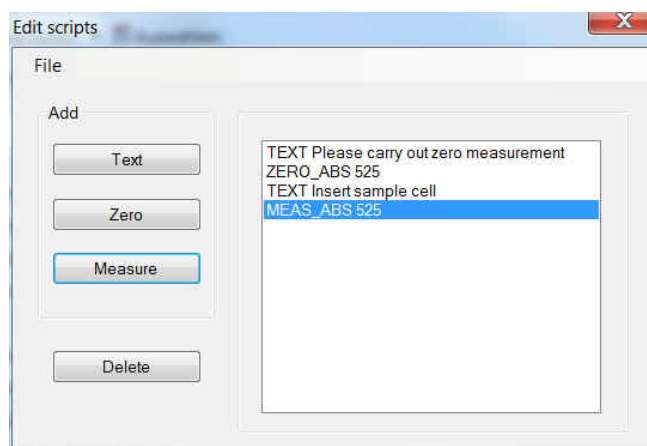 Edit scripts
File
Add
Text
Zero
Measure
Delete
TEXT Please carry out zero measurement
ZERO_ABS 525
TEXT Insert sample cell
MEAS_ABS 525